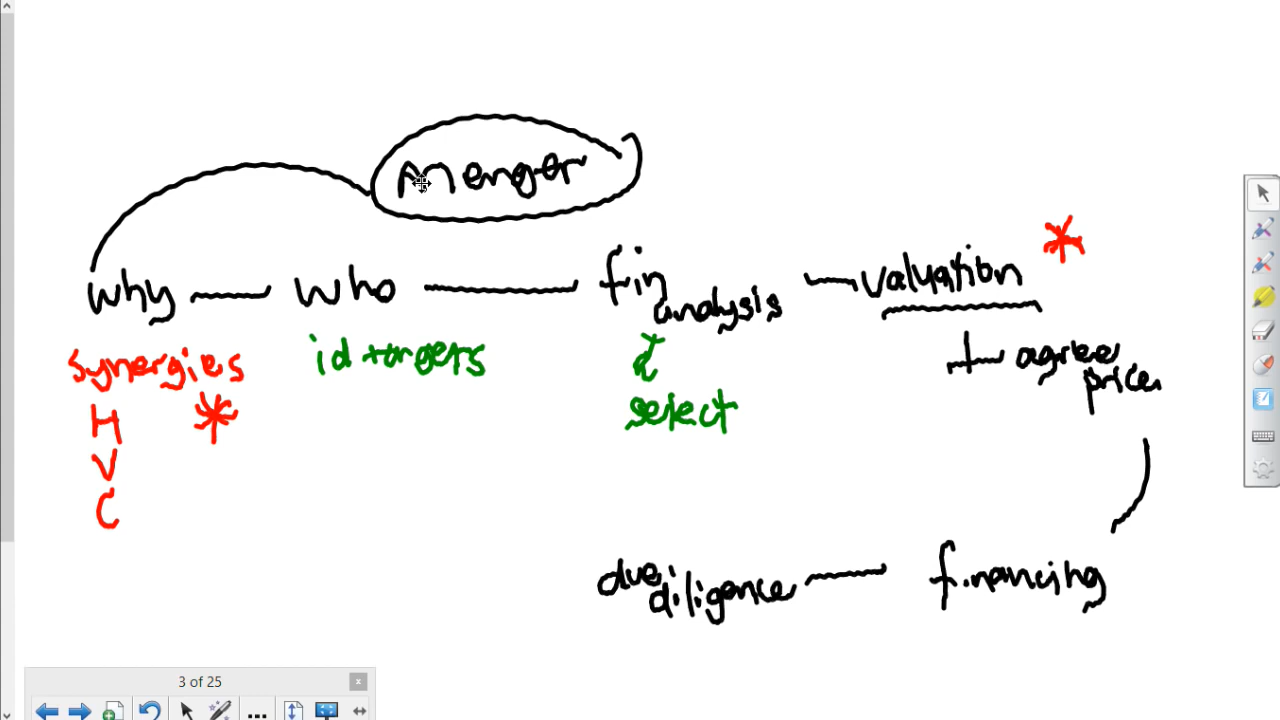 merger
why — who — fin analysis — valuation *
synergies
id targets
&
select
+ agree price
H *
V
C
due diligence — financing
3 of 25